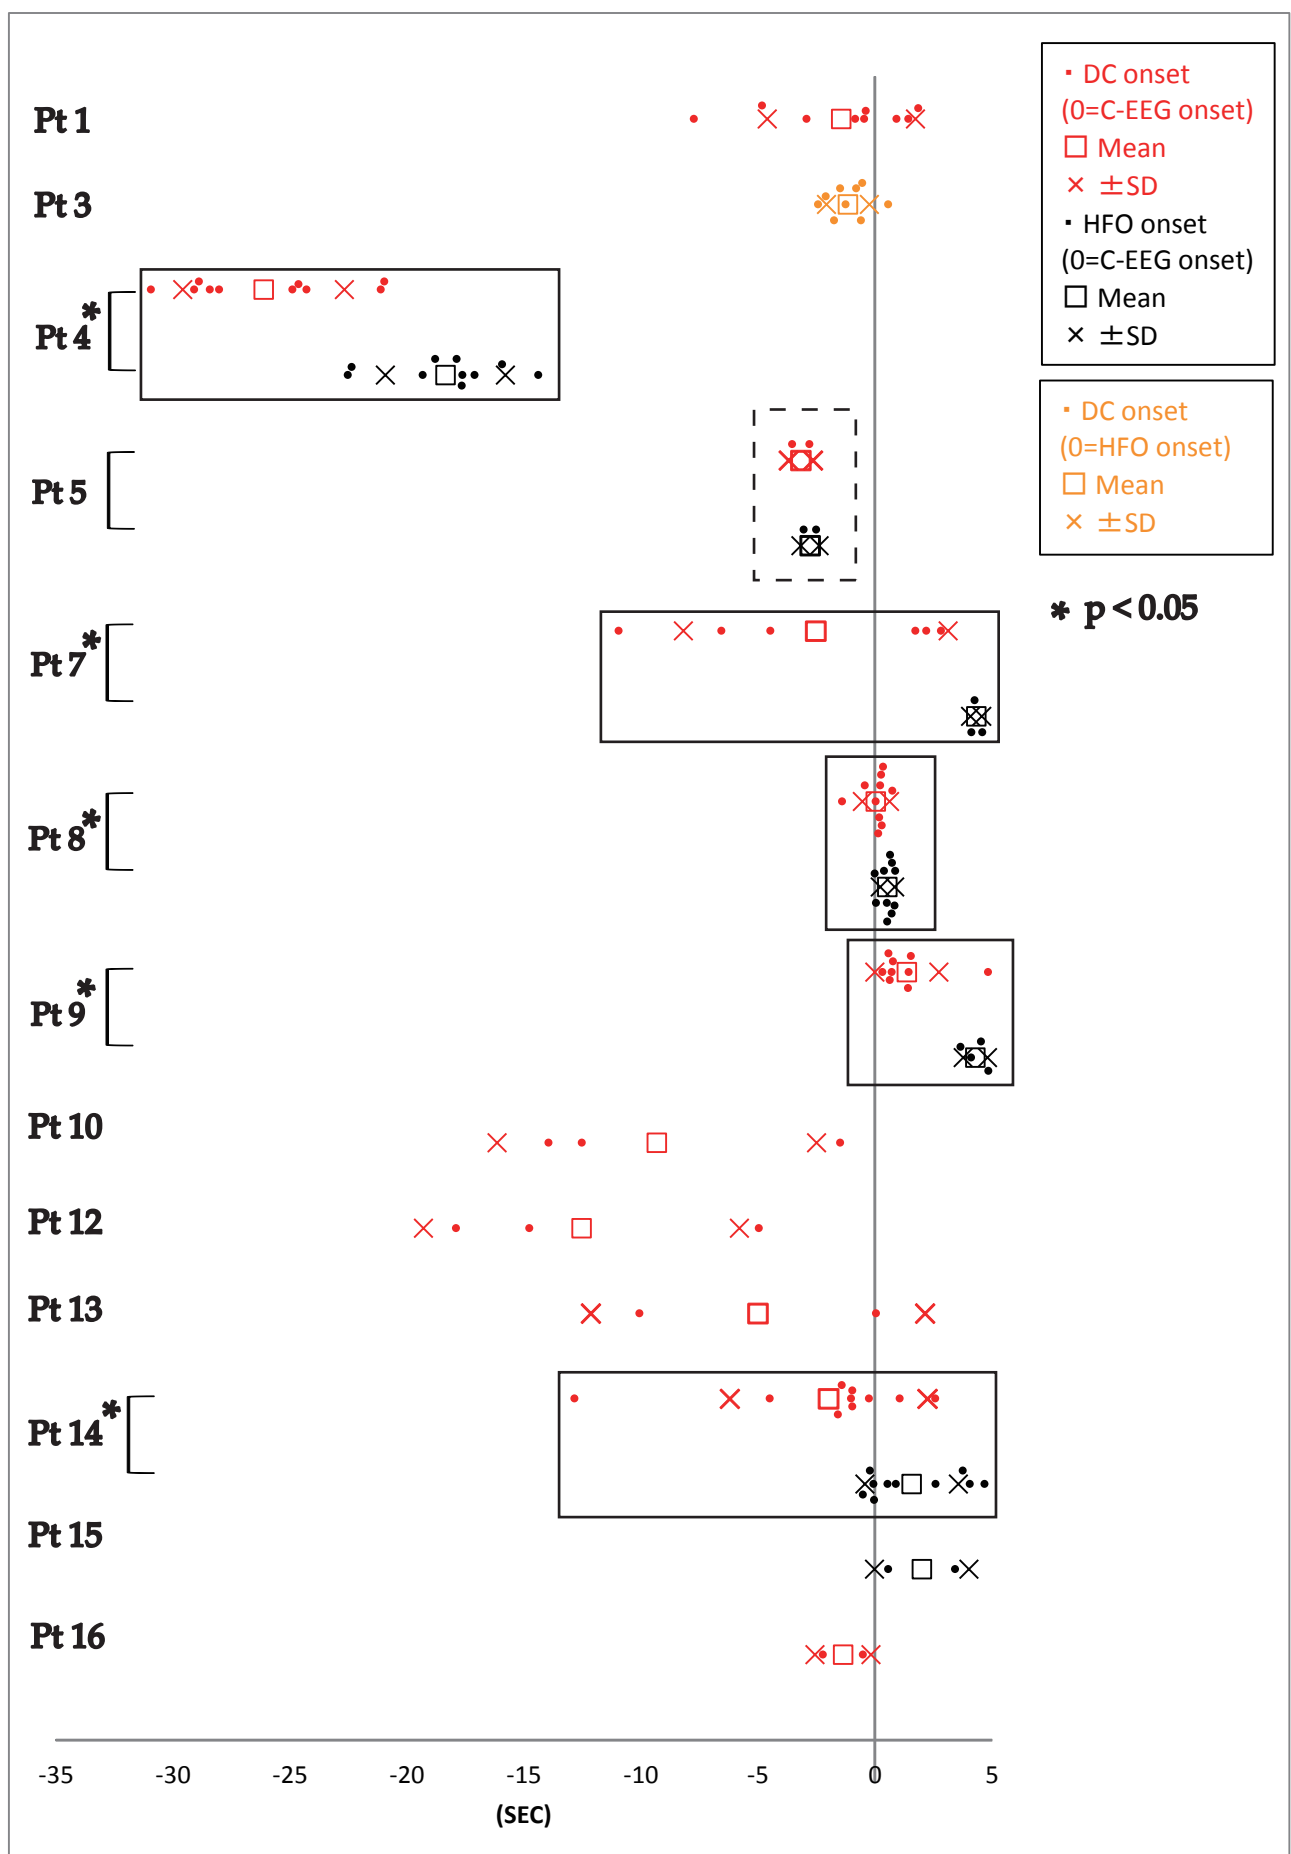 Pt 1
Pt 3
Pt 4*
Pt 5
Pt 7*
Pt 8*
Pt 9*
Pt 10
Pt 12
Pt 13
Pt 14*
Pt 15
Pt 16
DC onset
(0=C-EEG onset)
Mean
±SD
HFO onset
(0=C-EEG onset)
Mean
±SD
DC onset
(0=HFO onset)
Mean
±SD
* p < 0.05
-35 -30 -25 -20 -15 -10 -5 0 5
(SEC)